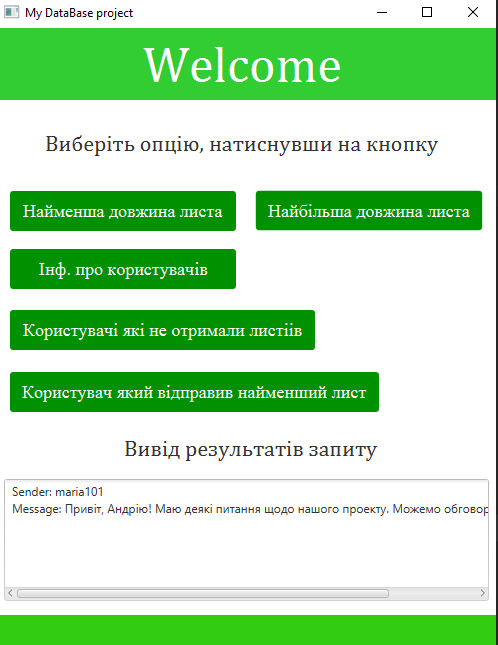 My DataBase project
Welcome
Виберіть опцію, натиснувши на кнопку
Найменша довжина листа
Найбільша довжина листа
Інф. про користувачів
Користувачі які не отримали листіів
Користувач який відправив найменший лист
Вивід результатів запиту
Sender: maria101
Message: Привіт, Андрію! Маю деякі питання щодо нашого проекту. Можемо обговор